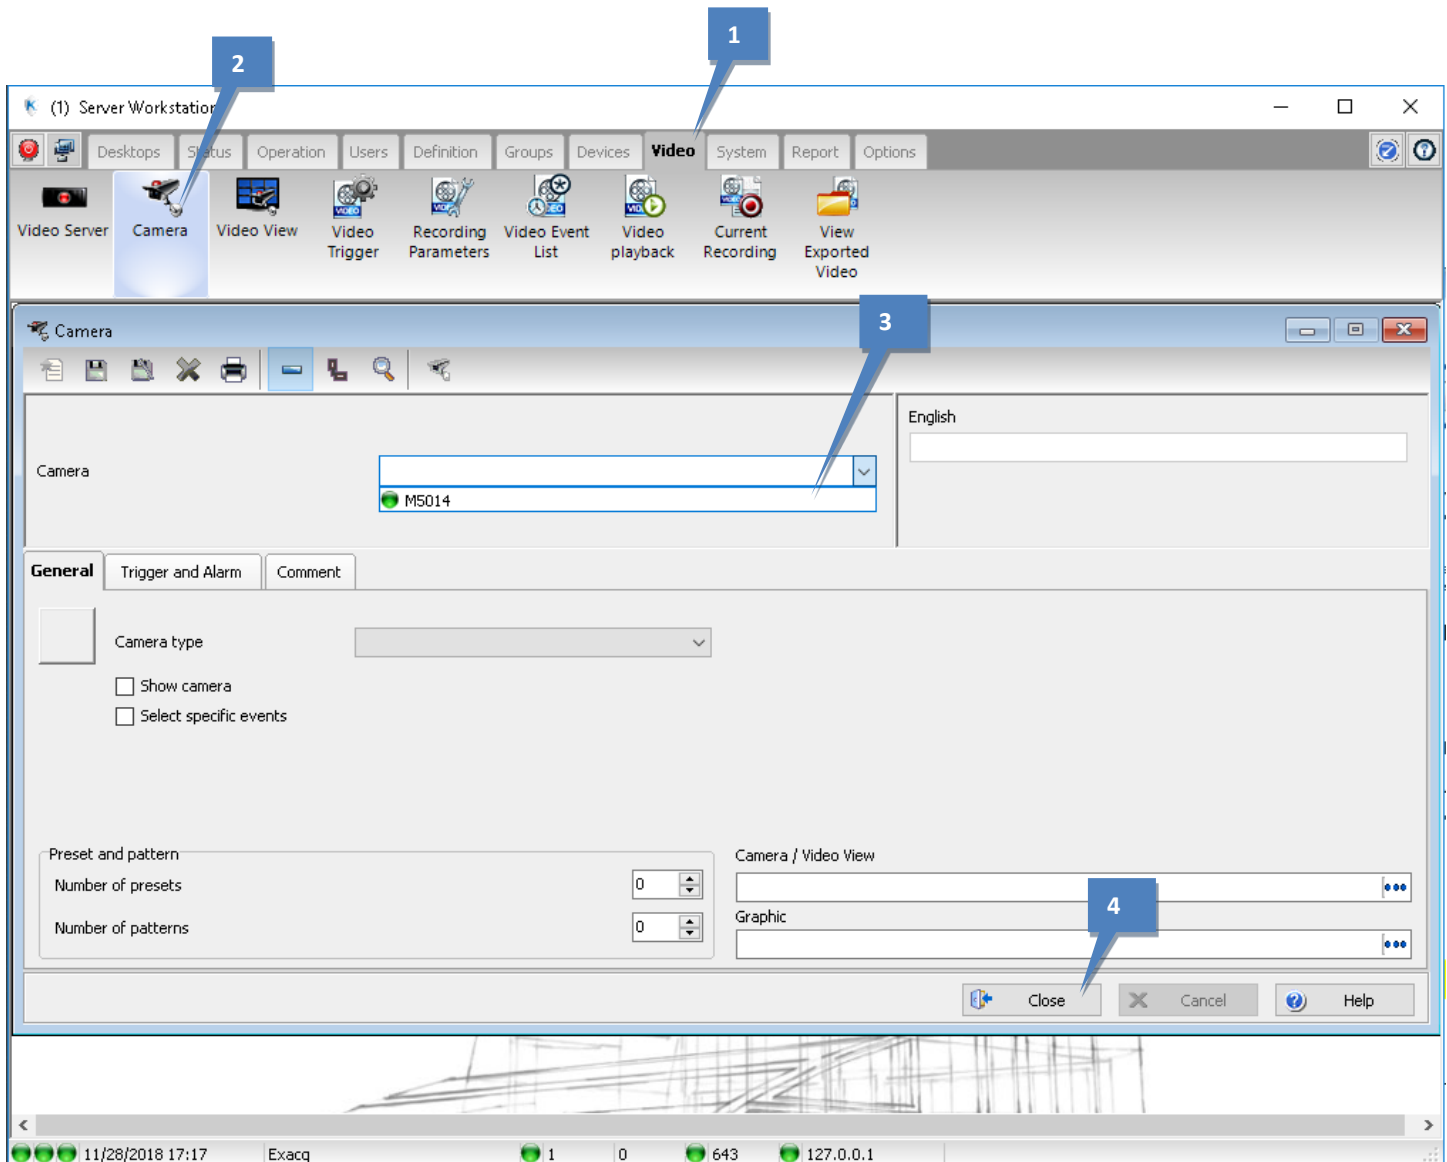 1
2
(1) Server Workstation
Desktops Status Operation Users Definition Groups Devices Video System Report Options
Video Server Camera Video View Video Trigger Recording Parameters Video Event List Video playback Current Recording View Exported Video
3
Camera
English
Camera
M5014
General Trigger and Alarm Comment
Camera type
Show camera
Select specific events
Preset and pattern
Number of presets 0
Number of patterns 0
Camera / Video View
Graphic
4
Close Cancel Help
11/28/2018 17:17 Exacq 1 0 643 127.0.0.1